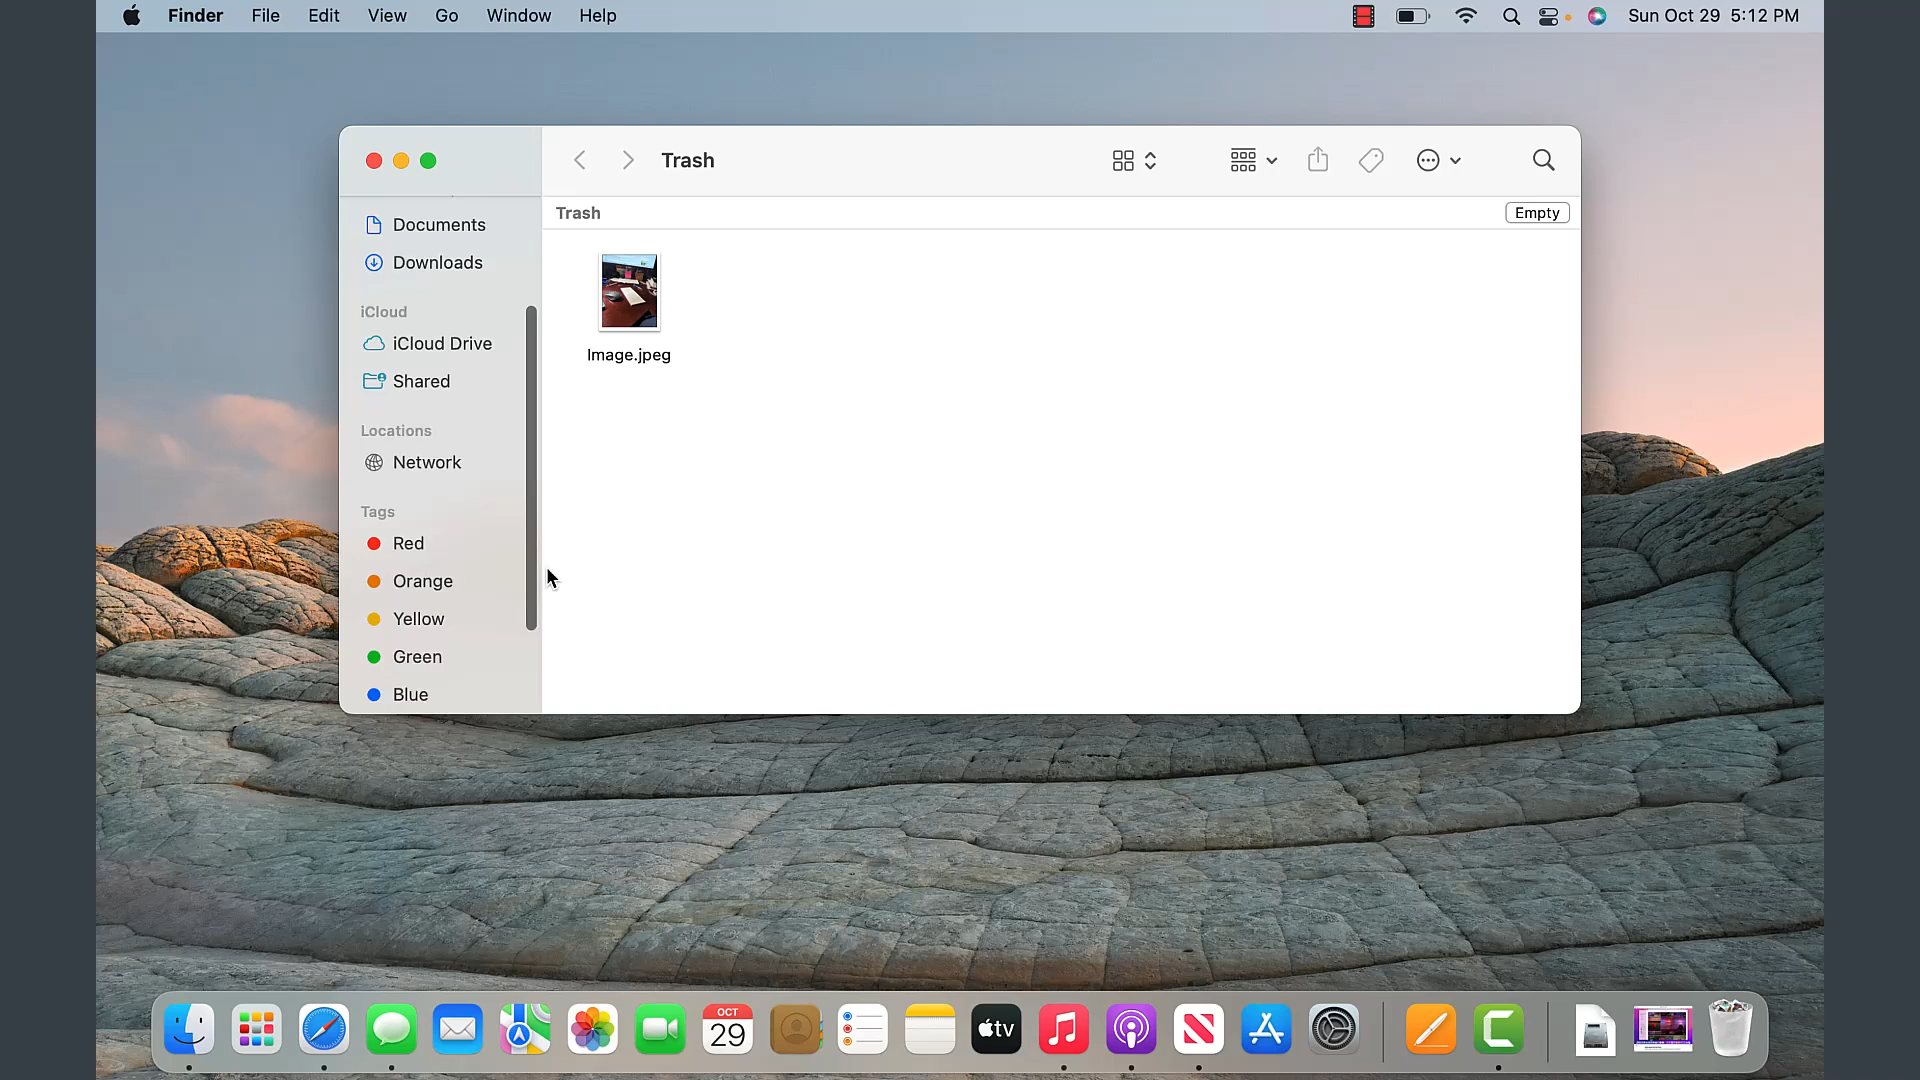 Finder File Edit View Go Window Help Sun Oct 29 5:12 PM
Trash
Trash Empty
Documents
Downloads
iCloud
iCloud Drive
Shared
Locations
Network
Tags
Red
Orange
Yellow
Green
Blue
Image.jpeg
OCT
29
tv